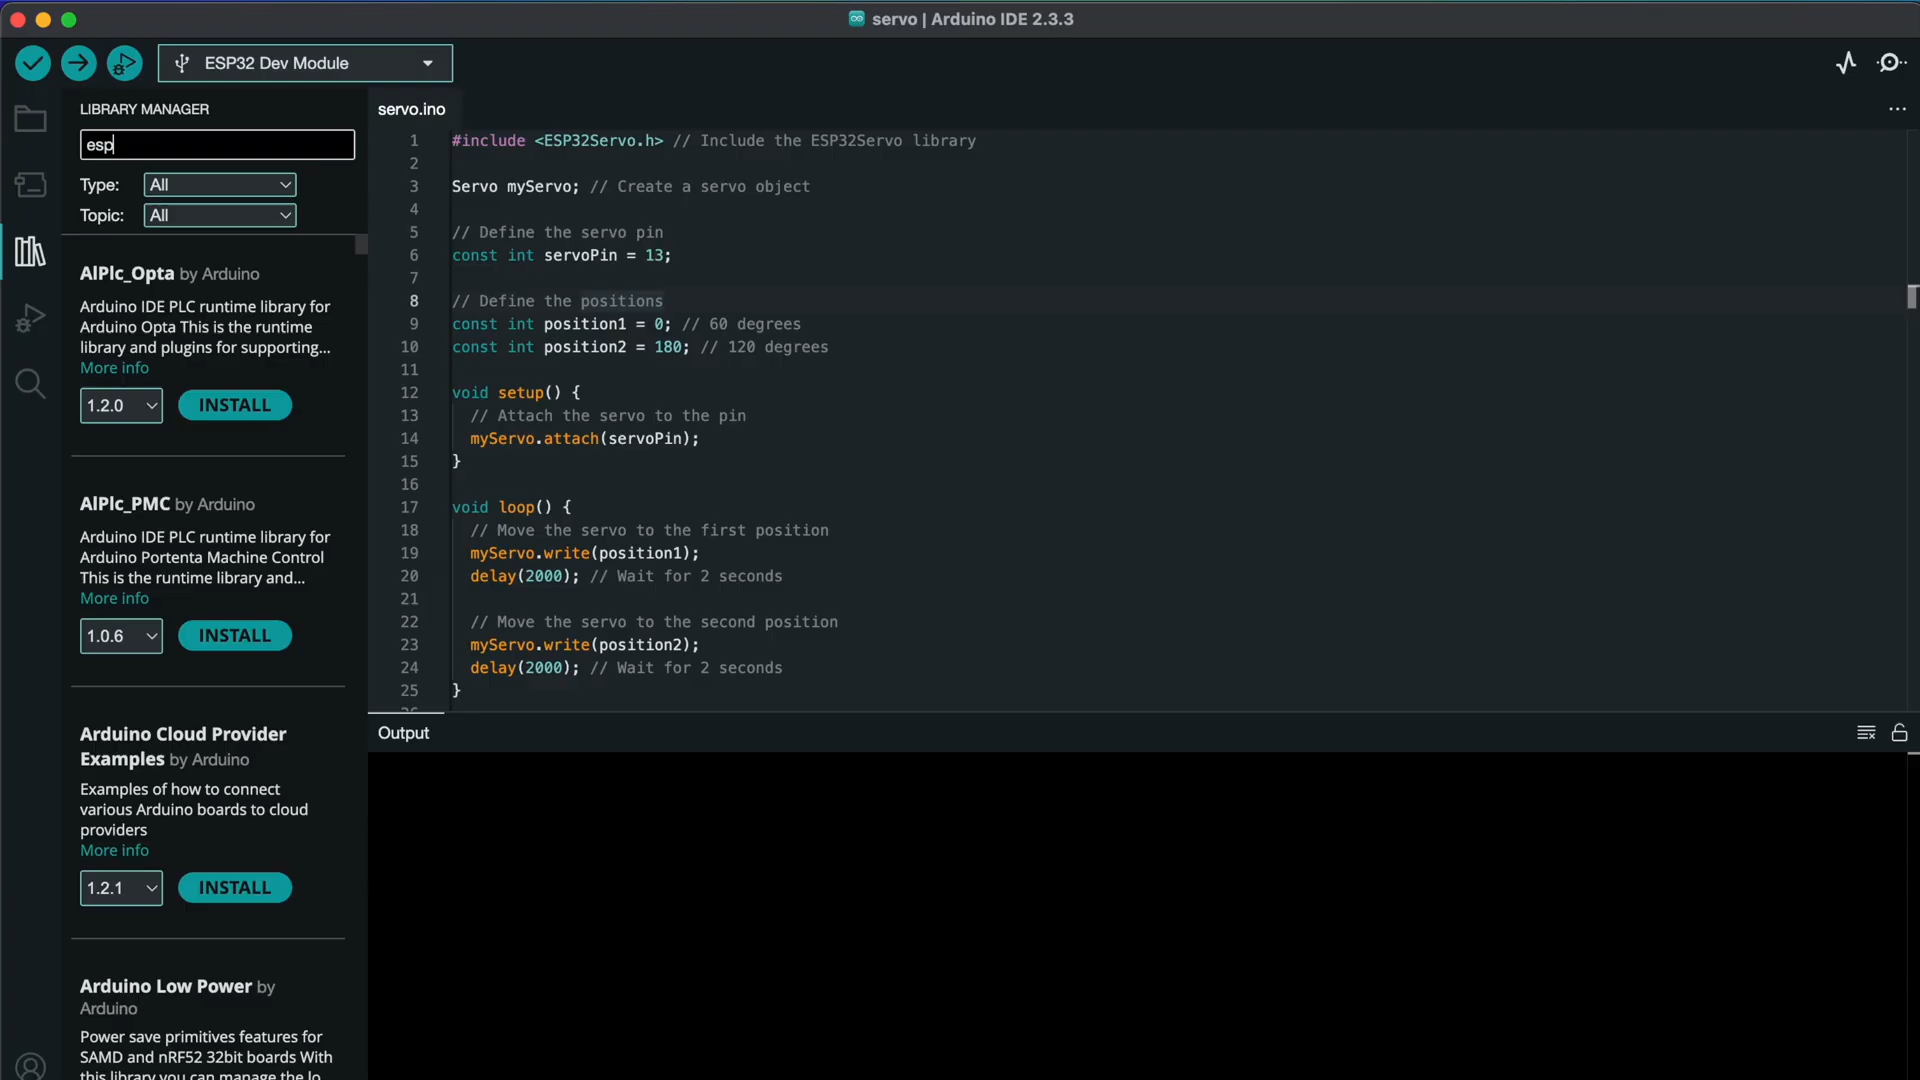 servo | Arduino IDE 2.3.3
ESP32 Dev Module
LIBRARY MANAGER
esp
Type: All
Topic: All
AlPlc_Opta by Arduino
Arduino IDE PLC runtime library for
Arduino Opta This is the runtime
library and plugins for supporting...
More info
1.2.0 INSTALL
AlPlc_PMC by Arduino
Arduino IDE PLC runtime library for
Arduino Portenta Machine Control
This is the runtime library and...
More info
1.0.6 INSTALL
Arduino Cloud Provider
Examples by Arduino
Examples of how to connect
various Arduino boards to cloud
providers
More info
1.2.1 INSTALL
Arduino Low Power by
Arduino
Power save primitives features for
SAMD and nRF52 32bit boards With
this library you can manage the lo
servo.ino
1 #include <ESP32Servo.h> // Include the ESP32Servo library
2
3 Servo myServo; // Create a servo object
4
5 // Define the servo pin
6 const int servoPin = 13;
7
8 // Define the positions
9 const int position1 = 0; // 60 degrees
10 const int position2 = 180; // 120 degrees
11
12 void setup() {
13 // Attach the servo to the pin
14 myServo.attach(servoPin);
15 }
16
17 void loop() {
18 // Move the servo to the first position
19 myServo.write(position1);
20 delay(2000); // Wait for 2 seconds
21
22 // Move the servo to the second position
23 myServo.write(position2);
24 delay(2000); // Wait for 2 seconds
25 }
Output